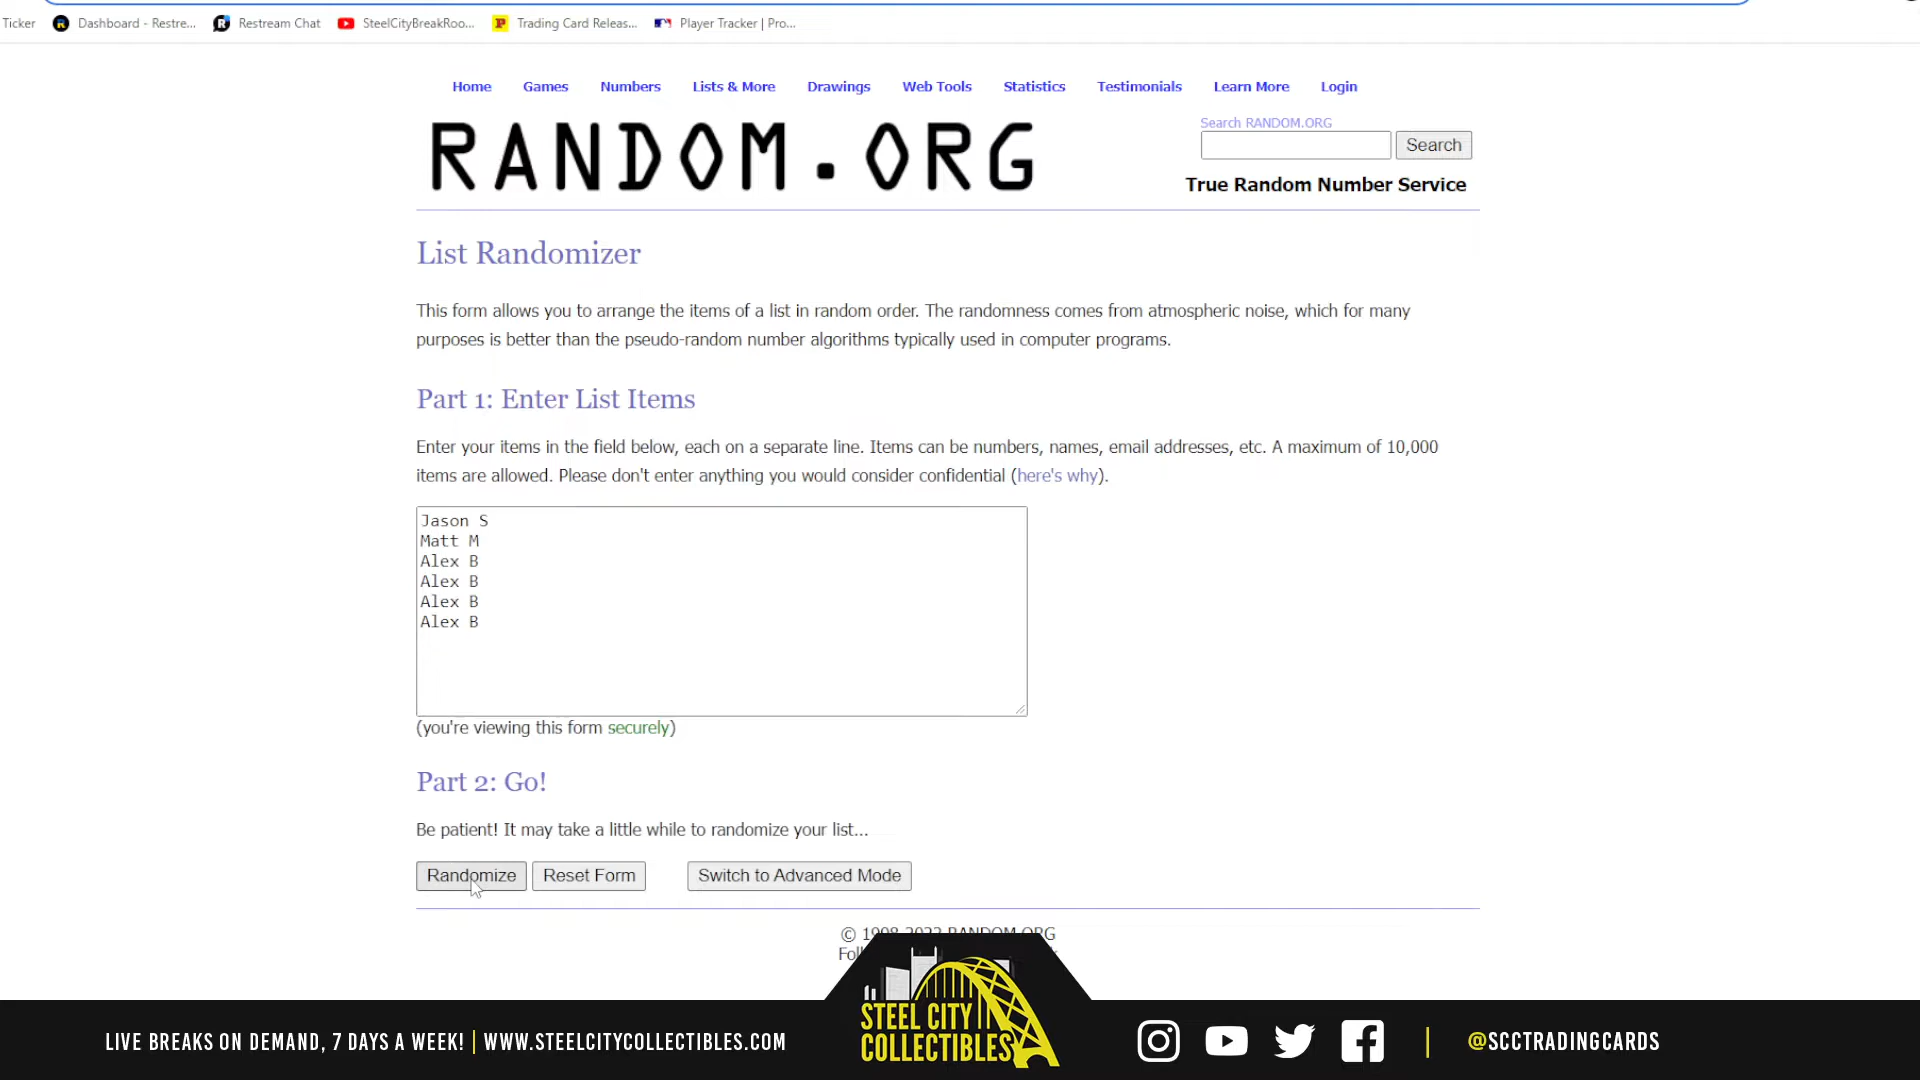 Ticker Dashboard - Restre... Restream Chat SteelCityBreakRoo... Trading Card Releas... Player Tracker | Pro...
Home Games Numbers Lists & More Drawings Web Tools Statistics Testimonials Learn More Login
RANDOM.ORG
Search RANDOM.ORG
Search
True Random Number Service
List Randomizer
This form allows you to arrange the items of a list in random order. The randomness comes from atmospheric noise, which for many
purposes is better than the pseudo-random number algorithms typically used in computer programs.
Part 1: Enter List Items
Enter your items in the field below, each on a separate line. Items can be numbers, names, email addresses, etc. A maximum of 10,000
items are allowed. Please don't enter anything you would consider confidential (here's why).
Jason S
Matt M
Alex B
Alex B
Alex B
Alex B
(you're viewing this form securely)
Part 2: Go!
Be patient! It may take a little while to randomize your list...
Randomize Reset Form Switch to Advanced Mode
© 1998-2022 RANDOM.ORG
STEEL CITY
COLLECTIBLES
LIVE BREAKS ON DEMAND, 7 DAYS A WEEK! | WWW.STEELCITYCOLLECTIBLES.COM
| @SCCTRADINGCARDS